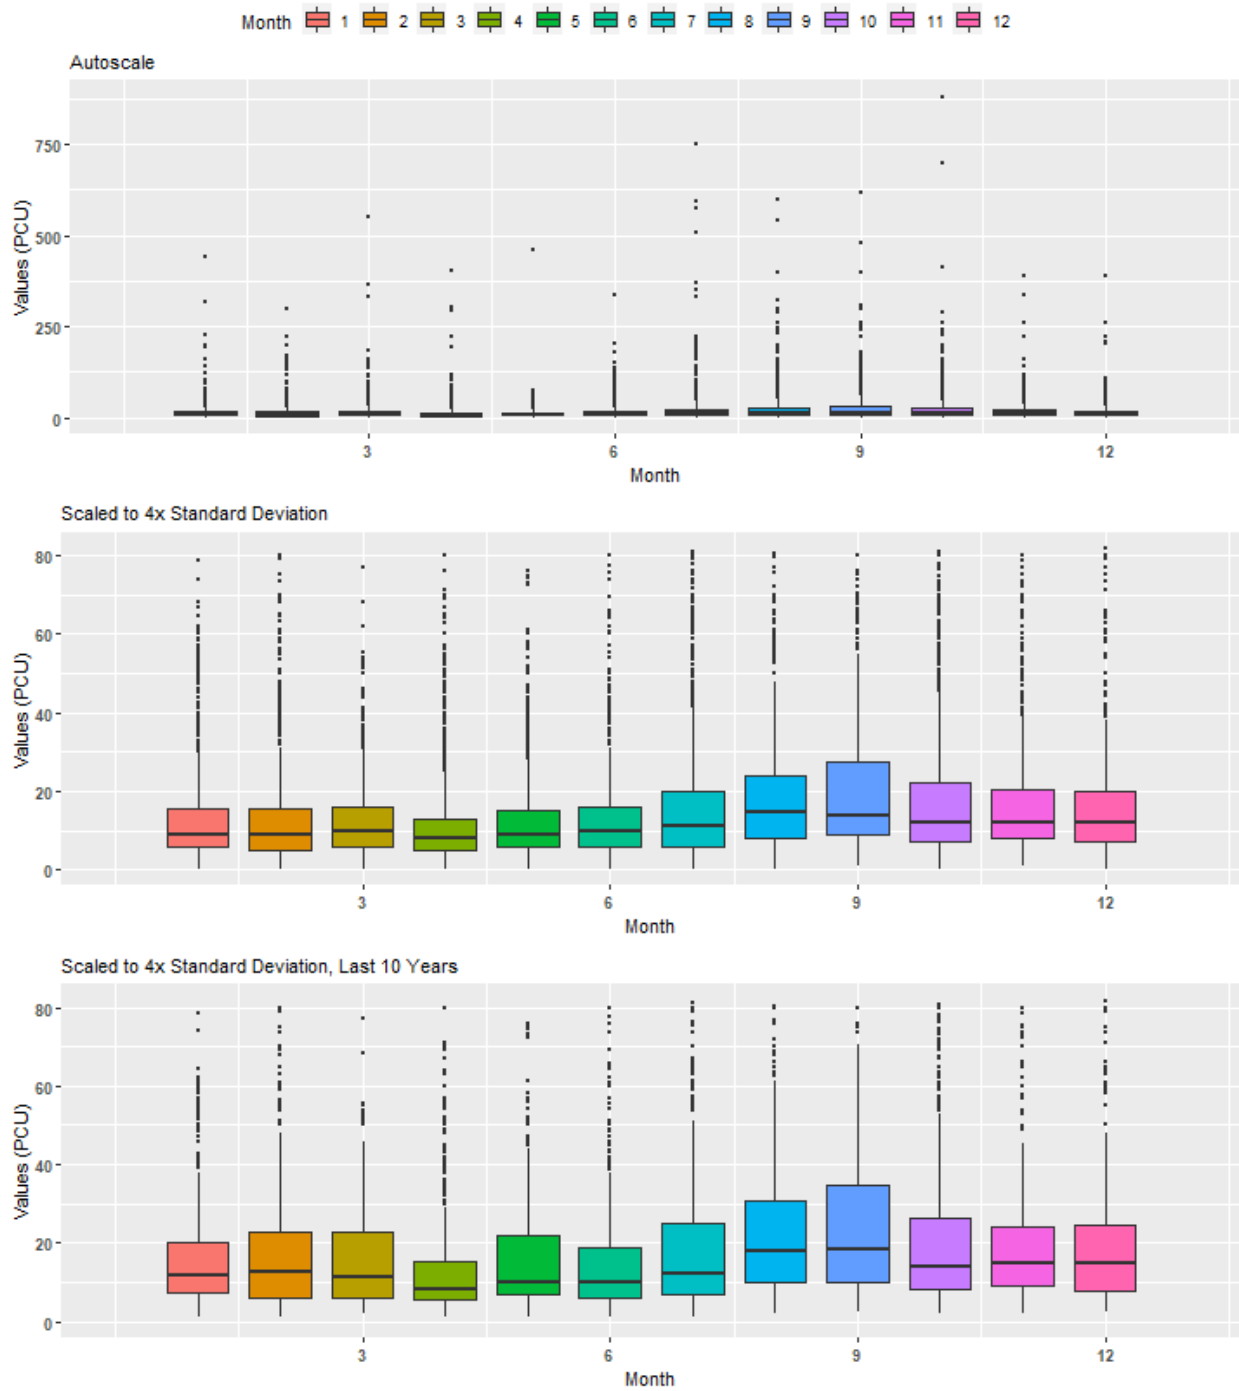 Month 1 2 3 4 5 6 7 8 9 10 11 12
Autoscale
Values (PCU)
750
500
250
0
3 6 9 12
Month
Scaled to 4x Standard Deviation
Values (PCU)
80
60
40
20
0
3 6 9 12
Month
Scaled to 4x Standard Deviation, Last 10 Years
Values (PCU)
80
60
40
20
0
3 6 9 12
Month